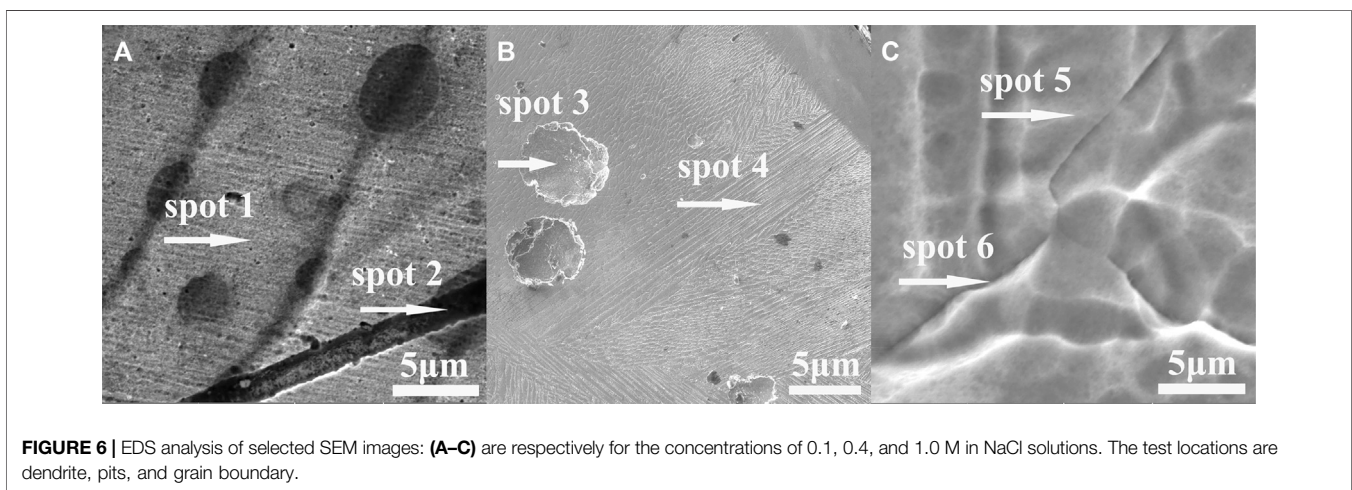 A
B
C
spot 1
spot 2
5μm
spot 3
spot 4
5μm
spot 5
spot 6
5μm
FIGURE 6 | EDS analysis of selected SEM images: (A–C) are respectively for the concentrations of 0.1, 0.4, and 1.0 M in NaCl solutions. The test locations are
dendrite, pits, and grain boundary.